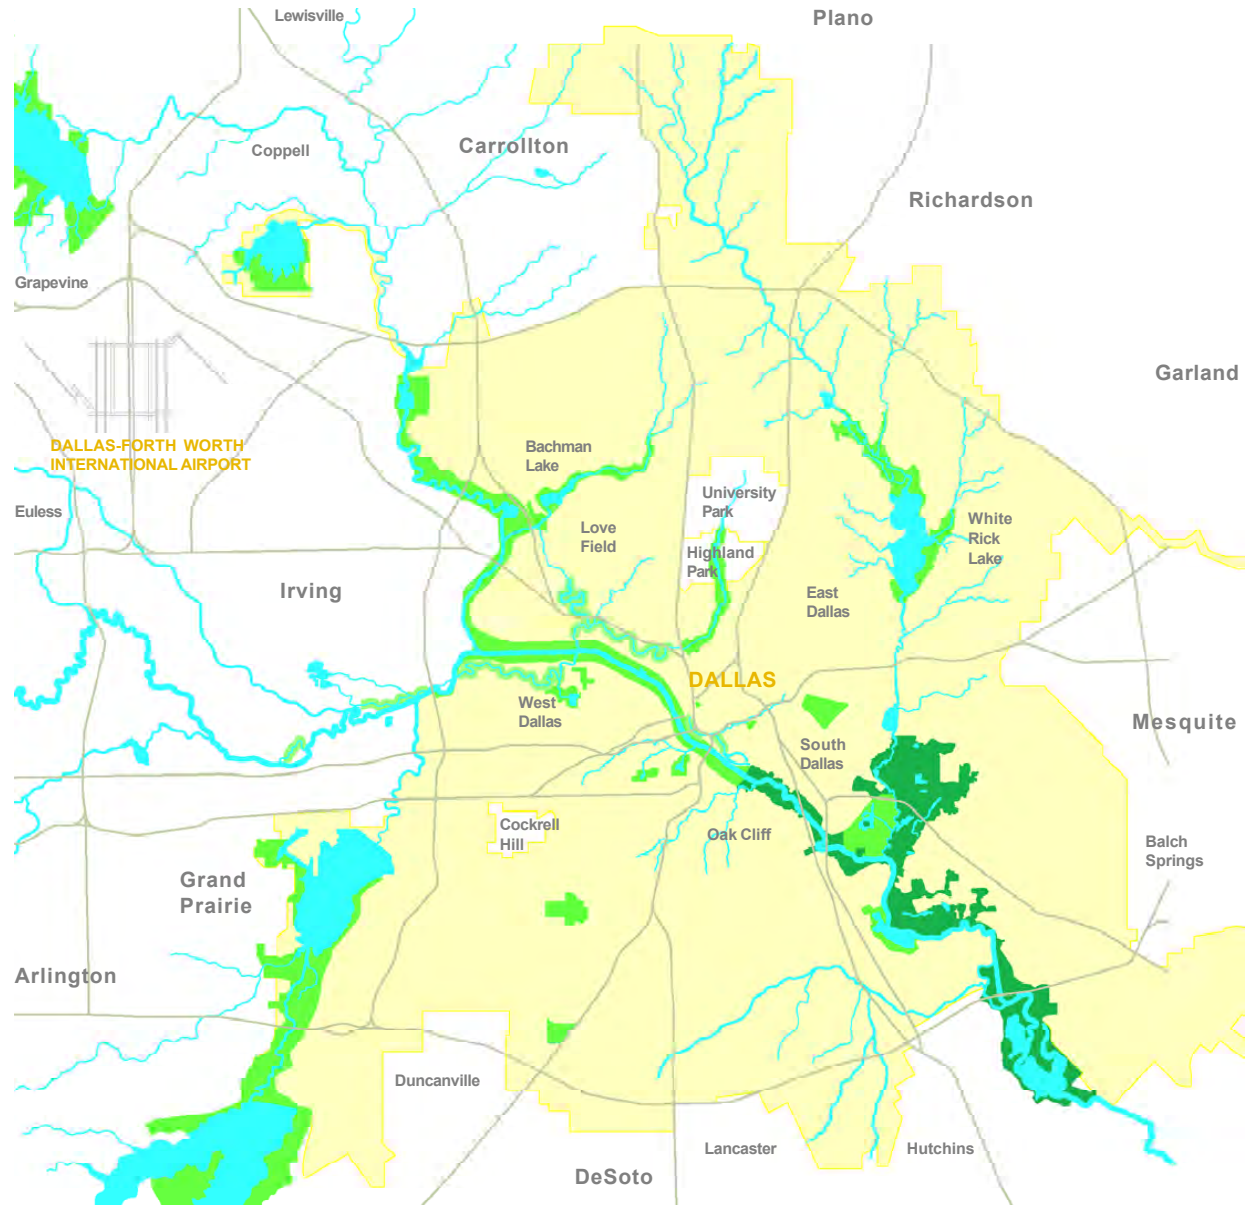 Lewisville
Plano
Coppell
Carrollton
Richardson
Grapevine
Garland
DALLAS-FORTH WORTH
INTERNATIONAL AIRPORT
Bachman
Lake
University
Park
Euless
Love
Field
White
Rick
Lake
Highland
Park
Irving
East
Dallas
DALLAS
West
Dallas
South
Dallas
Mesquite
Cockrell
Hill
Oak Cliff
Balch
Springs
Grand
Prairie
Arlington
Duncanville
Lancaster
Hutchins
DeSoto